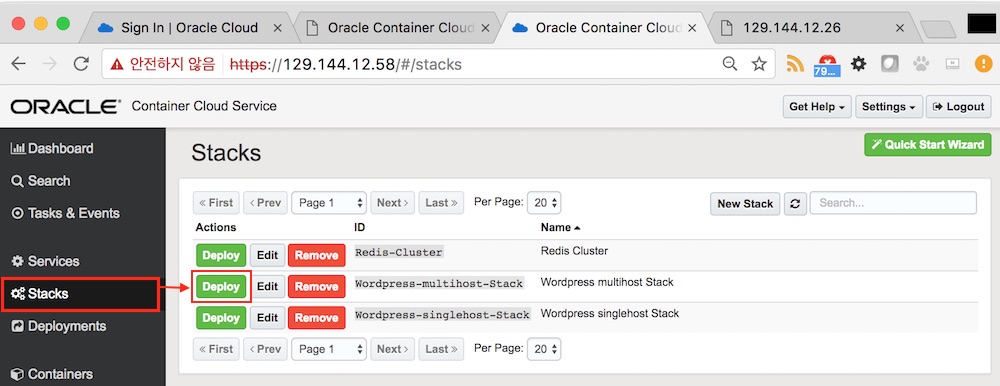 Sign In | Oracle Cloud
Oracle Container Cloud
Oracle Container Cloud
129.144.12.26
안전하지 않음 https://129.144.12.58/#/stacks
79...
ORACLE Container Cloud Service
Get Help
Settings
Logout
Dashboard
Search
Tasks & Events
Services
Stacks
Deployments
Containers
Stacks
Quick Start Wizard
« First ‹ Prev Page 1 Next › Last » Per Page: 20 New Stack Search...
Actions ID Name
Deploy Edit Remove Redis-Cluster Redis Cluster
Deploy Edit Remove Wordpress-multihost-Stack Wordpress multihost Stack
Deploy Edit Remove Wordpress-singlehost-Stack Wordpress singlehost Stack
« First ‹ Prev Page 1 Next › Last » Per Page: 20